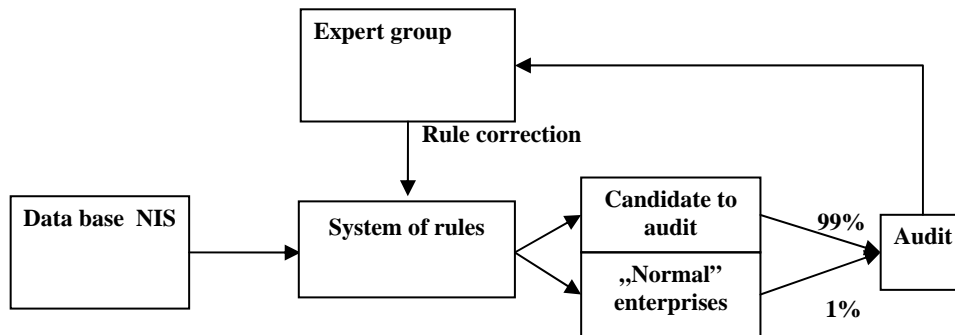 Expert group
Rule correction
Data base NIS
System of rules
Candidate to
audit
99%
Audit
„Normal”
enterprises
1%